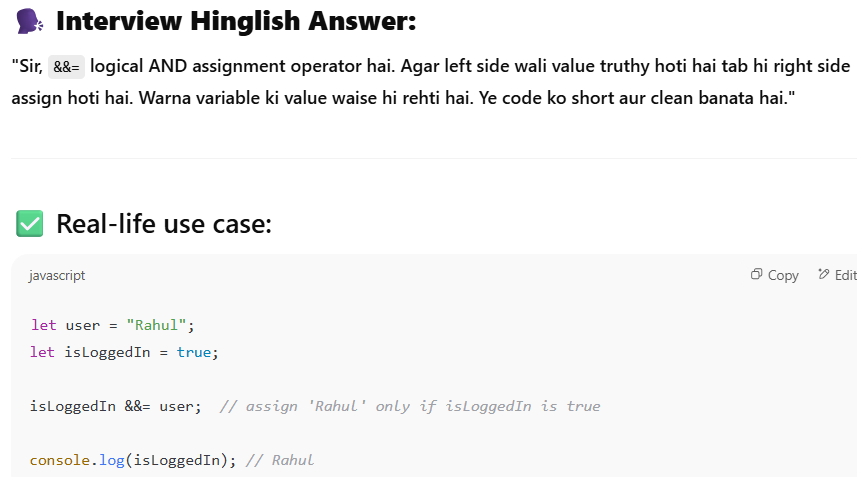 🗣️ Interview Hinglish Answer:
"Sir, &&= logical AND assignment operator hai. Agar left side wali value truthy hoti hai tab hi right side
assign hoti hai. Warna variable ki value waise hi rehti hai. Ye code ko short aur clean banata hai."
✅ Real-life use case:
javascript Copy Edit
let user = "Rahul";
let isLoggedIn = true;
isLoggedIn &&= user;  // assign 'Rahul' only if isLoggedIn is true
console.log(isLoggedIn); // Rahul